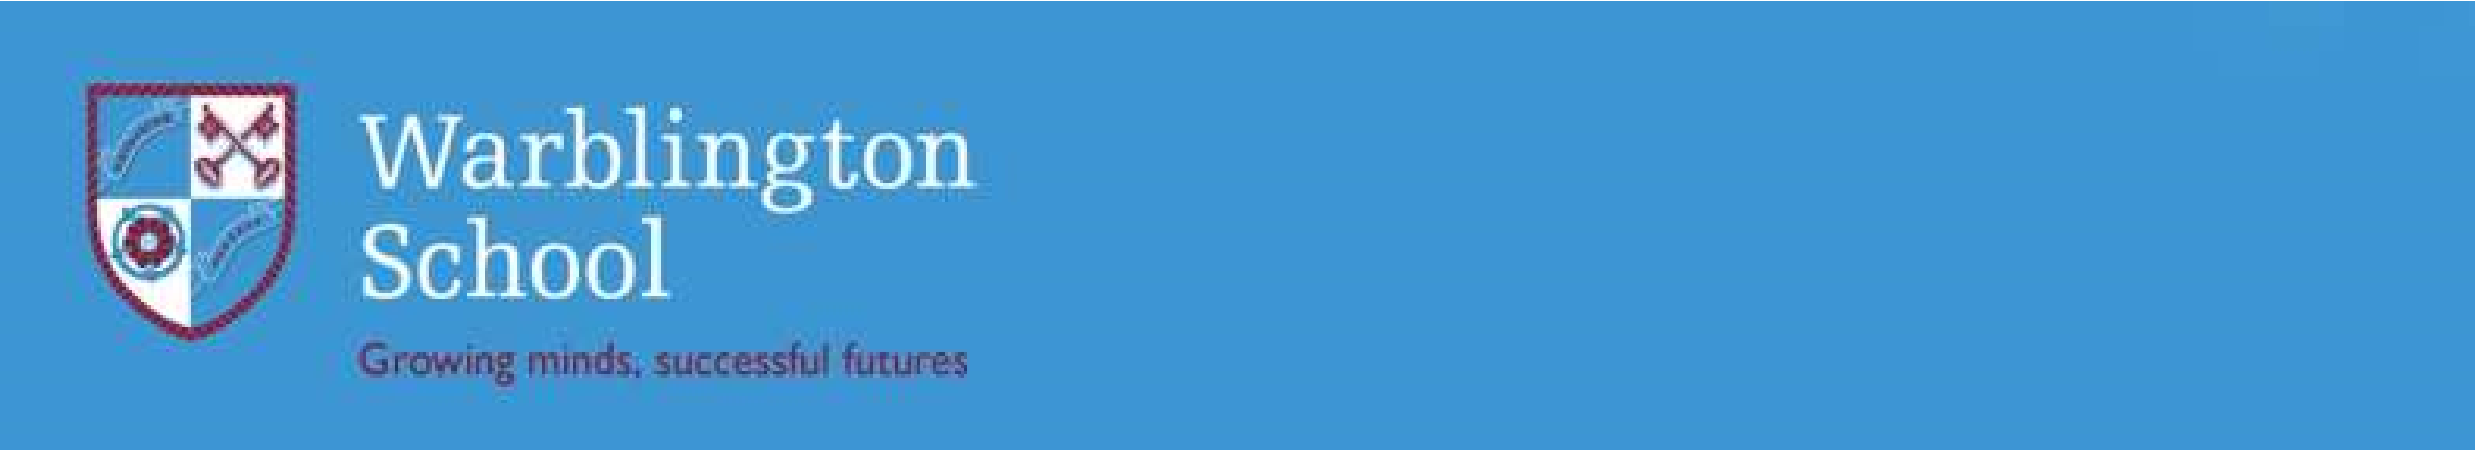 Warblington
School
Growing minds, successful futures